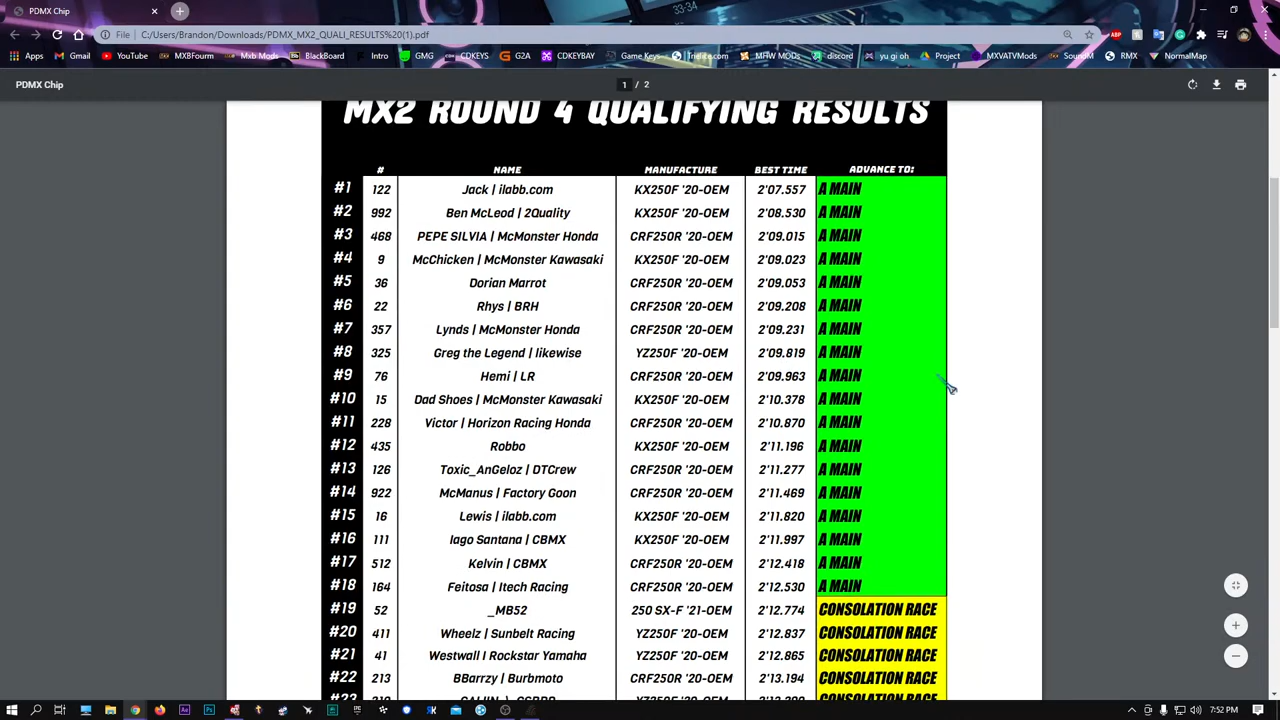 PDMX Chip
33:34
File | C:/Users/Brandon/Downloads/PDMX_MX2_QUALI_RESULTS%20(1).pdf
Apps Gmail YouTube MXBFourm Mxb Mods BlackBoard Invert GMG CDKEYS G2A CDKEYBAY Game Keys Trielite.com MHW MODS discord yu gi oh Project MXVATVMods SoundM RMX NormalMap
PDMX Chip 1 / 2
MX2 ROUND 4 QUALIFYING RESULTS
# NAME MANUFACTURE BEST TIME ADVANCE TO:
#1 122 Jack | ilabb.com KX250F '20-OEM 2'07.557 A MAIN
#2 992 Ben McLeod | 2Quality KX250F '20-OEM 2'08.530 A MAIN
#3 468 PEPE SILVIA | McMonster Honda CRF250R '20-OEM 2'09.015 A MAIN
#4 9 McChicken | McMonster Kawasaki KX250F '20-OEM 2'09.023 A MAIN
#5 36 Dorian Marrot CRF250R '20-OEM 2'09.053 A MAIN
#6 22 Rhys | BRH CRF250R '20-OEM 2'09.208 A MAIN
#7 357 Lynds | McMonster Honda CRF250R '20-OEM 2'09.231 A MAIN
#8 325 Greg the Legend | likewise YZ250F '20-OEM 2'09.819 A MAIN
#9 76 Hemi | LR CRF250R '20-OEM 2'09.963 A MAIN
#10 15 Dad Shoes | McMonster Kawasaki KX250F '20-OEM 2'10.378 A MAIN
#11 228 Victor | Horizon Racing Honda CRF250R '20-OEM 2'10.870 A MAIN
#12 435 Robbo KX250F '20-OEM 2'11.196 A MAIN
#13 126 Toxic_AnGeloz | DTCrew CRF250R '20-OEM 2'11.277 A MAIN
#14 922 McManus | Factory Goon CRF250R '20-OEM 2'11.469 A MAIN
#15 16 Lewis | ilabb.com KX250F '20-OEM 2'11.820 A MAIN
#16 111 Iago Santana | CBMX KX250F '20-OEM 2'11.997 A MAIN
#17 512 Kelvin | CBMX CRF250R '20-OEM 2'12.418 A MAIN
#18 164 Feitosa | Itech Racing CRF250R '20-OEM 2'12.530 A MAIN
#19 52 _MB52 250 SX-F '21-OEM 2'12.774 CONSOLATION RACE
#20 411 Wheelz | Sunbelt Racing YZ250F '20-OEM 2'12.837 CONSOLATION RACE
#21 41 Westwall I Rockstar Yamaha YZ250F '20-OEM 2'12.865 CONSOLATION RACE
#22 213 BBarrzy | Burbmoto CRF250R '20-OEM 2'13.194 CONSOLATION RACE
#23 CONSOLATION RACE
7:52 PM